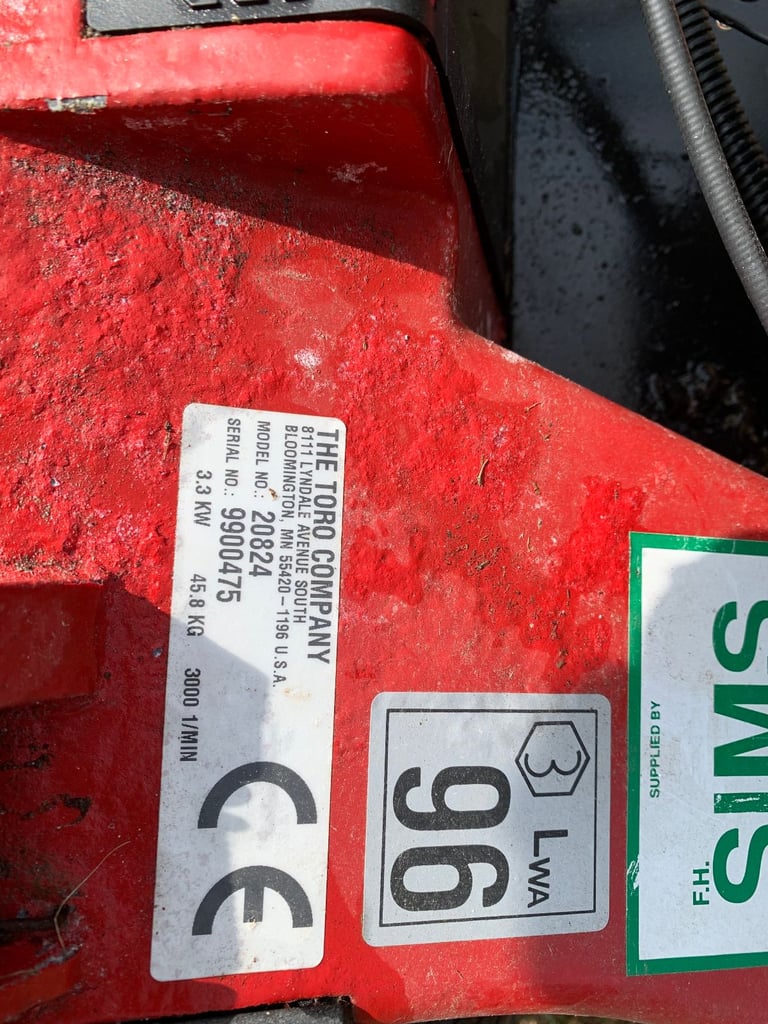 THE TORO COMPANY
8111 LYNDALE AVENUE SOUTH
BLOOMINGTON, MN 55420-1196 U.S.A.
MODEL NO.: 20824
SERIAL NO.: 9900475
3.3 KW 45.8 KG 3000 1/MIN
CE
3 LWA
96
SUPPLIED BY
F.H. SIMS